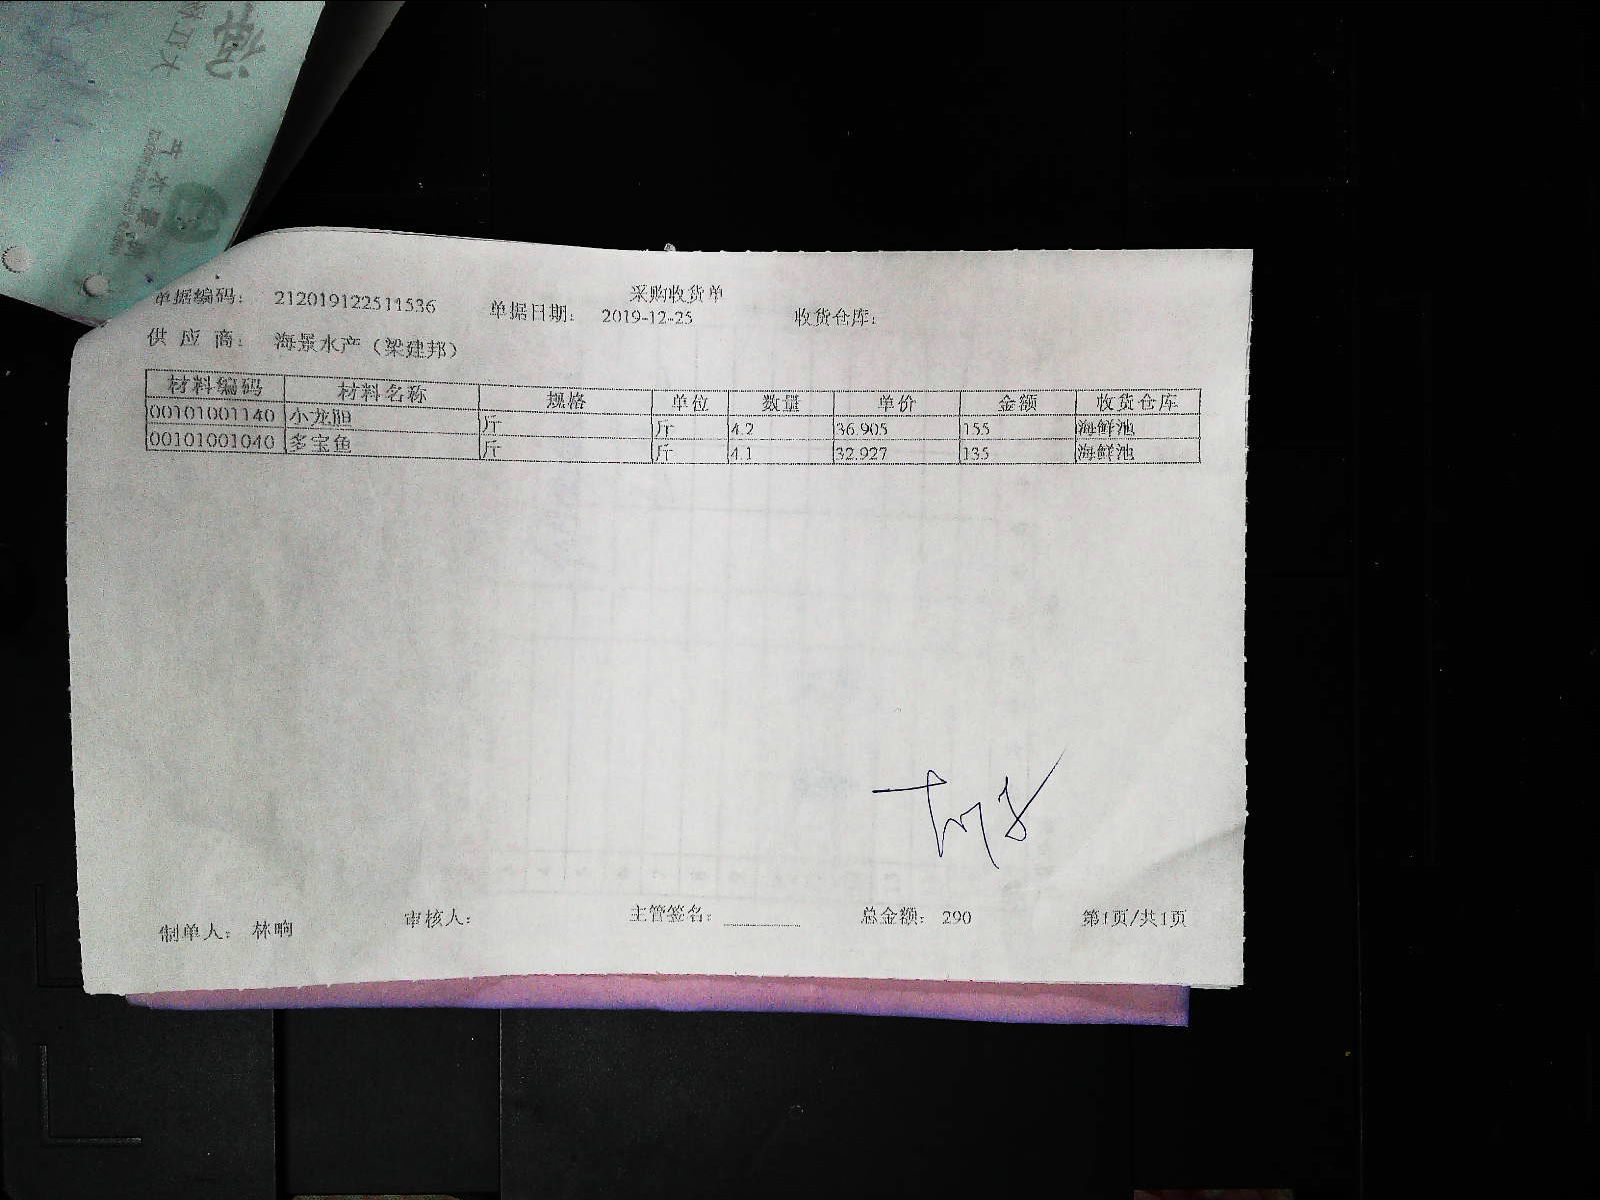 采购收货单
单据编码： 212019122511536 单据日期： 2019-12-25 收货仓库：
供应商： 海景水产（梁建邦）
材料编码 材料名称 规格 单位 数量 单价 金额 收货仓库
00101001140 小龙胆 斤 斤 4.2 36.905 155 海鲜池
00101001040 多宝鱼 斤 斤 4.1 32.927 135 海鲜池
制单人： 林晌 审核人： 主管签名： 总金额： 290 第1页/共1页